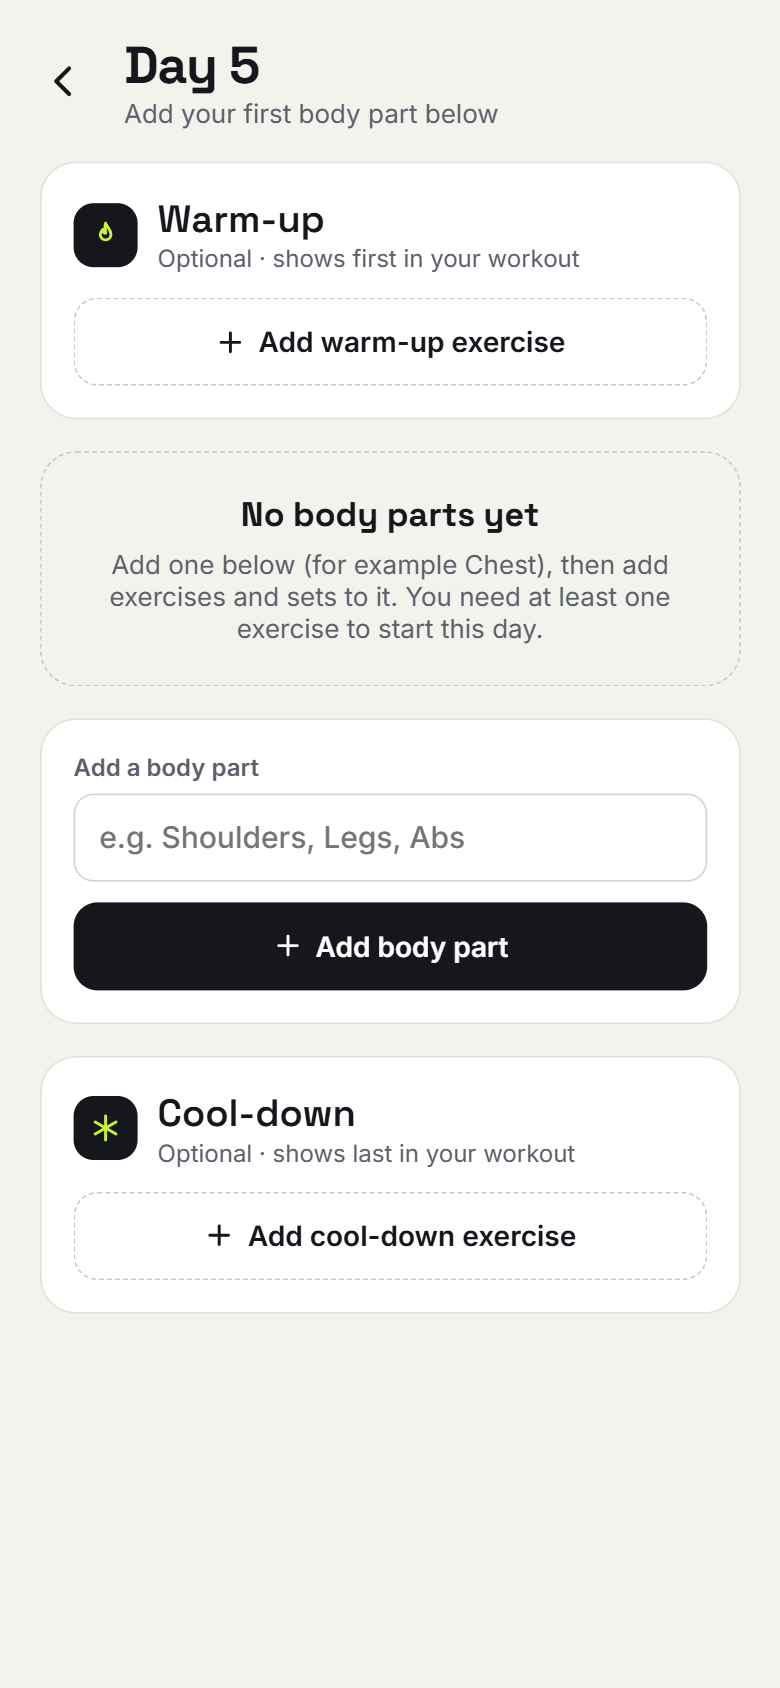 Day 5
Add your first body part below
Warm-up
Optional · shows first in your workout
+ Add warm-up exercise
No body parts yet
Add one below (for example Chest), then add
exercises and sets to it. You need at least one
exercise to start this day.
Add a body part
e.g. Shoulders, Legs, Abs
+ Add body part
Cool-down
Optional · shows last in your workout
+ Add cool-down exercise